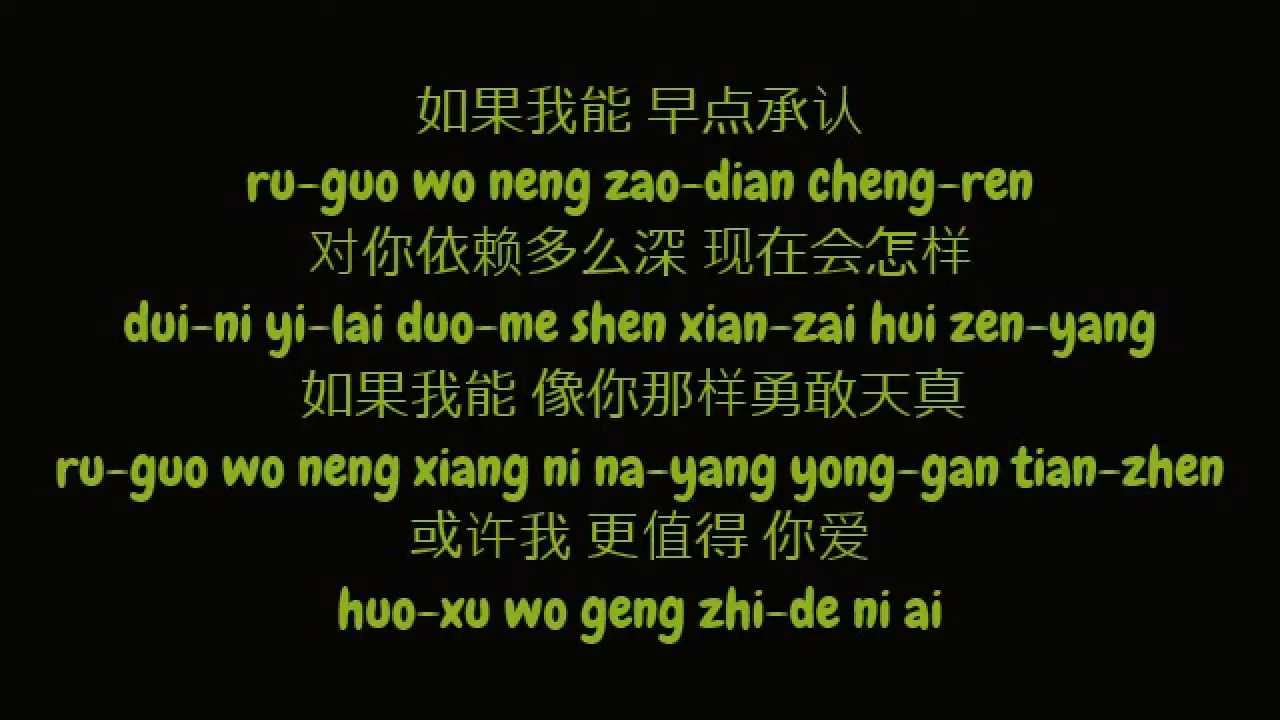 如果我能 早点承认
ru-guo wo neng zao-dian cheng-ren
对你依赖多么深 现在会怎样
dui-ni yi-lai duo-me shen xian-zai hui zen-yang
如果我能 像你那样勇敢天真
ru-guo wo neng xiang ni na-yang yong-gan tian-zhen
或许我 更值得 你爱
huo-xu wo geng zhi-de ni ai